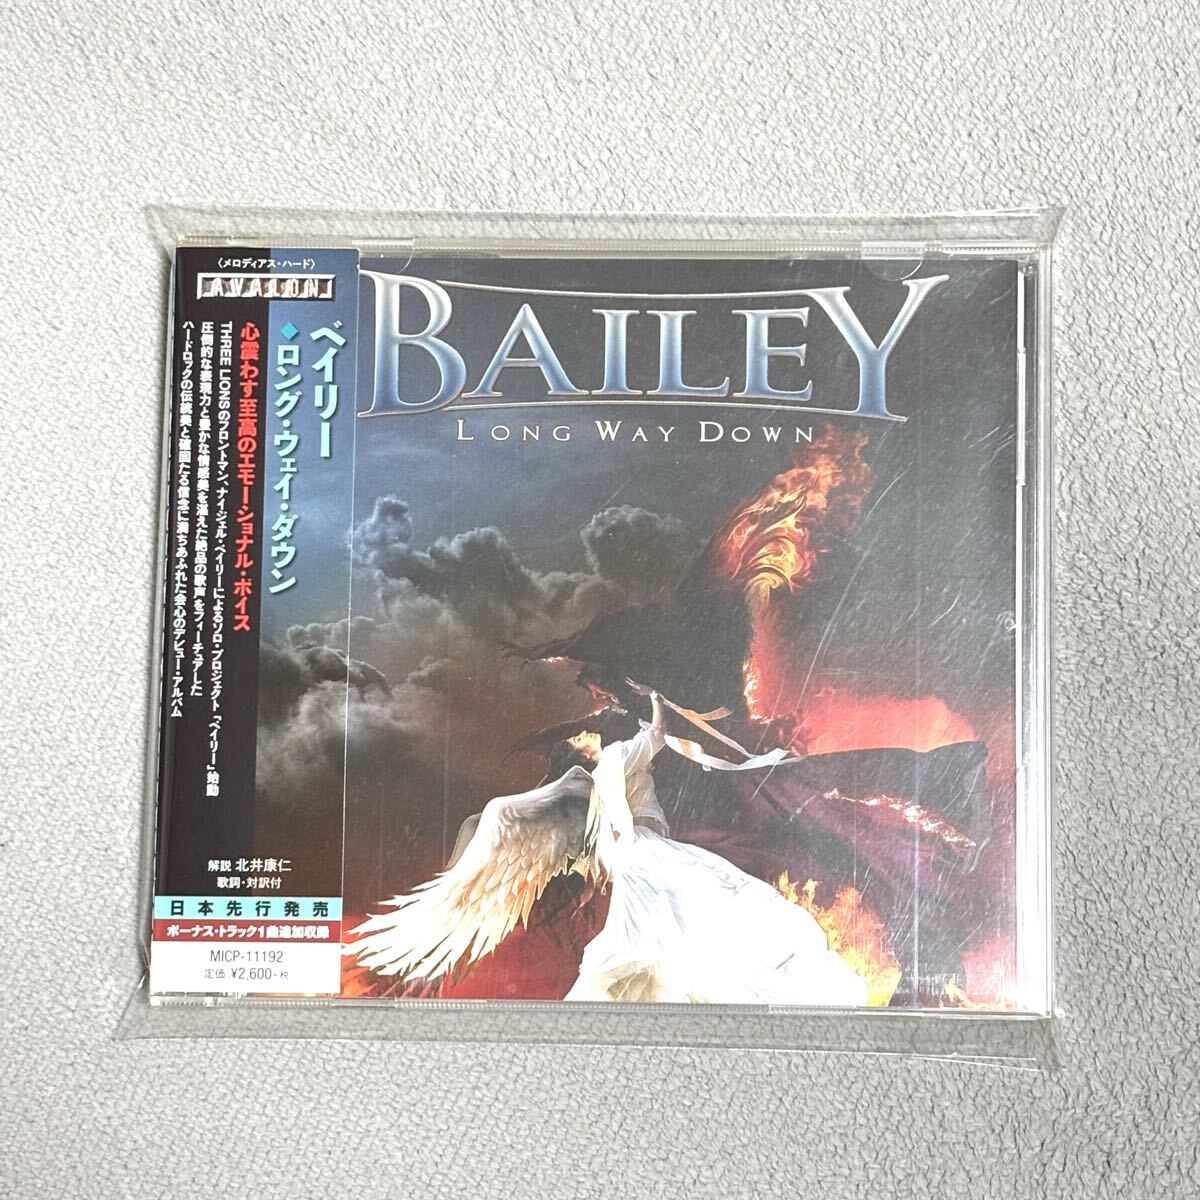 〈メロディアス・ハード〉
AVALON
ベイリー
◆ロング・ウェイ・ダウン
心震わす至高のエモーショナル・ボイス
THREE LIONSのフロントマン、ナイジェル・ベイリーによるソロ・プロジェクト「ベイリー」始動
圧倒的な表現力と豊かな情感美を湛えた絶品の歌声をフィーチュアした
ハードロックの伝統美と確固たる信念に満ちあふれた会心のデビュー・アルバム
解説 北井康仁
歌詞・対訳付
日本先行発売
ボーナス・トラック1曲追加収録
MICP-11192
定価 ¥2,600+税
BAILEY
LONG WAY DOWN